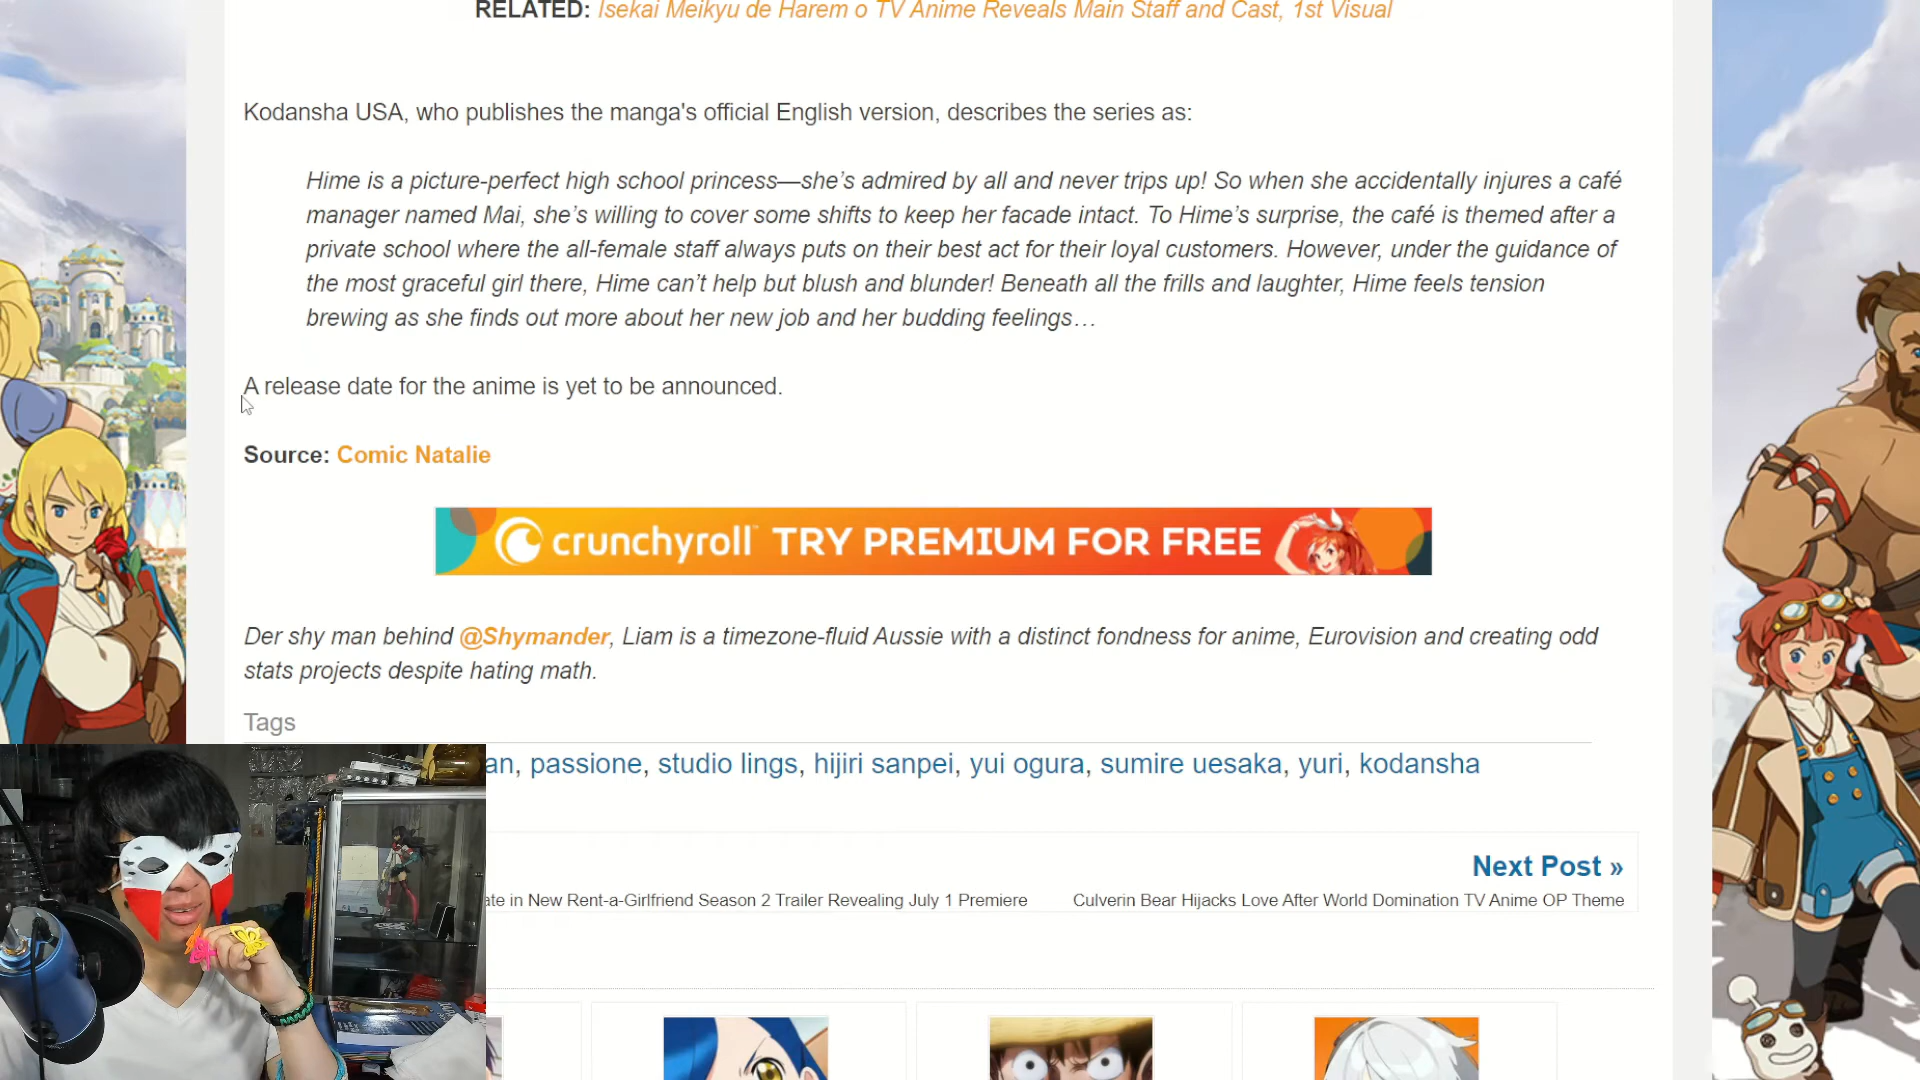 RELATED: Isekai Meikyu de Harem o TV Anime Reveals Main Staff and Cast, 1st Visual
Kodansha USA, who publishes the manga's official English version, describes the series as:
Hime is a picture-perfect high school princess—she’s admired by all and never trips up! So when she accidentally injures a café
manager named Mai, she’s willing to cover some shifts to keep her facade intact. To Hime’s surprise, the café is themed after a
private school where the all-female staff always puts on their best act for their loyal customers. However, under the guidance of
the most graceful girl there, Hime can’t help but blush and blunder! Beneath all the frills and laughter, Hime feels tension
brewing as she finds out more about her new job and her budding feelings…
A release date for the anime is yet to be announced.
Source: Comic Natalie
crunchyroll TRY PREMIUM FOR FREE
Der shy man behind @Shymander, Liam is a timezone-fluid Aussie with a distinct fondness for anime, Eurovision and creating odd
stats projects despite hating math.
Tags
an, passione, studio lings, hijiri sanpei, yui ogura, sumire uesaka, yuri, kodansha
Next Post »
ate in New Rent-a-Girlfriend Season 2 Trailer Revealing July 1 Premiere
Culverin Bear Hijacks Love After World Domination TV Anime OP Theme